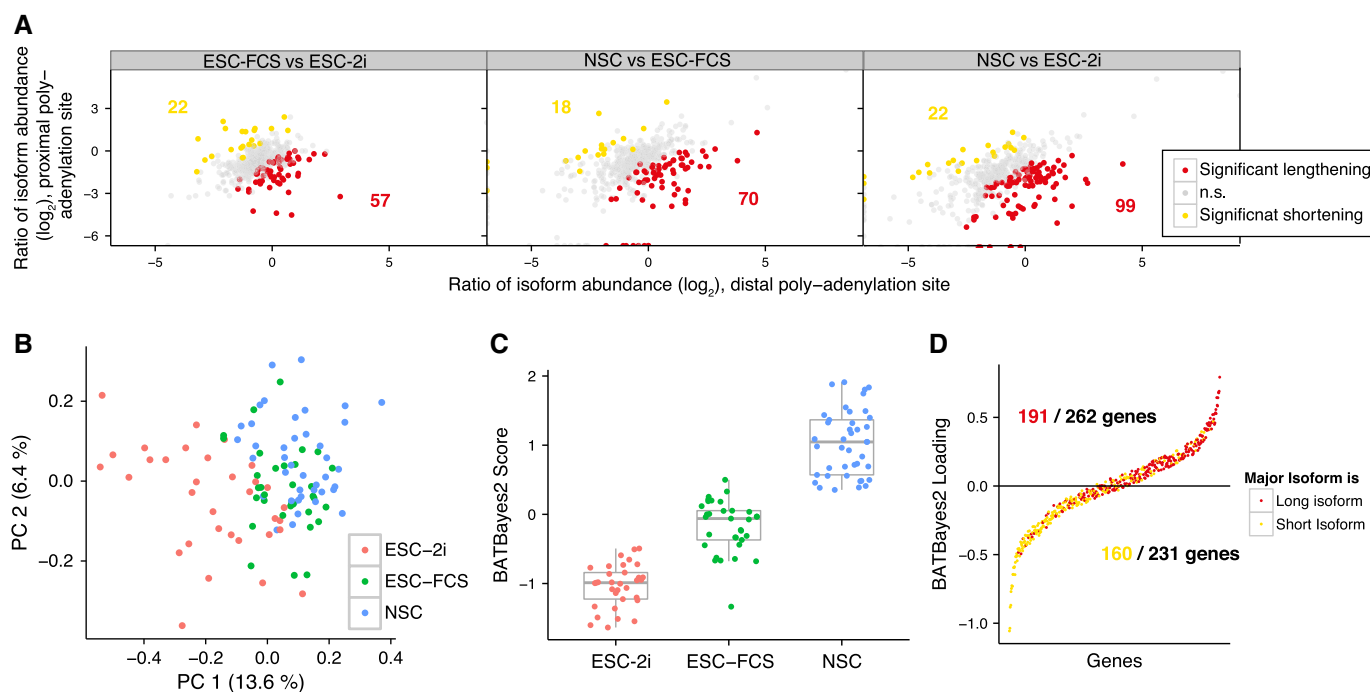 A
Ratio of isoform abundance
(log2), proximal poly−
adenylation site
ESC-FCS vs ESC-2i
NSC vs ESC-FCS
NSC vs ESC-2i
3
0
−3
−6
22
57
18
70
22
99
−5
0
5
−5
0
5
−5
0
5
Ratio of isoform abundance (log2), distal poly−adenylation site
Significant lengthening
n.s.
Significnat shortening
B
PC 2 (6.4 %)
0.2
0.0
−0.2
−0.4
−0.2
0.0
0.2
0.4
PC 1 (13.6 %)
ESC−2i
ESC−FCS
NSC
C
BATBayes2 Score
2
1
0
−1
ESC-2i
ESC−FCS
NSC
D
BATBayes2 Loading
0.5
0.0
−0.5
−1.0
191 / 262 genes
160 / 231 genes
Genes
Major Isoform is
Long isoform
Short Isoform